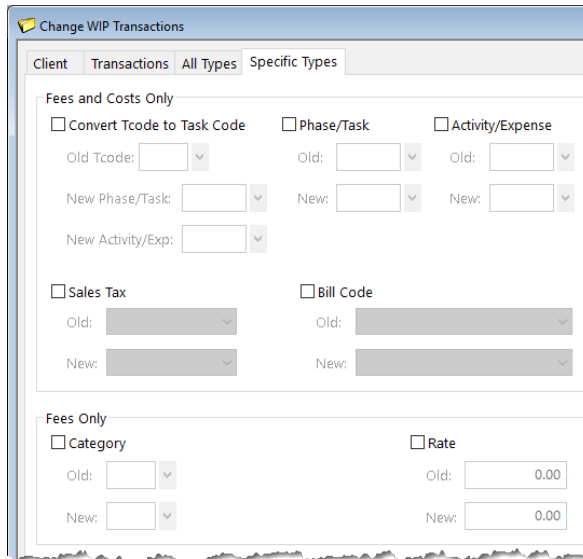 Change WIP Transactions
Client Transactions All Types Specific Types
Fees and Costs Only
Convert Tcode to Task Code Phase/Task Activity/Expense
Old Tcode: Old: Old:
New Phase/Task: New: New:
New Activity/Exp:
Sales Tax Bill Code
Old: Old:
New: New:
Fees Only
Category Rate
Old: Old: 0.00
New: New: 0.00